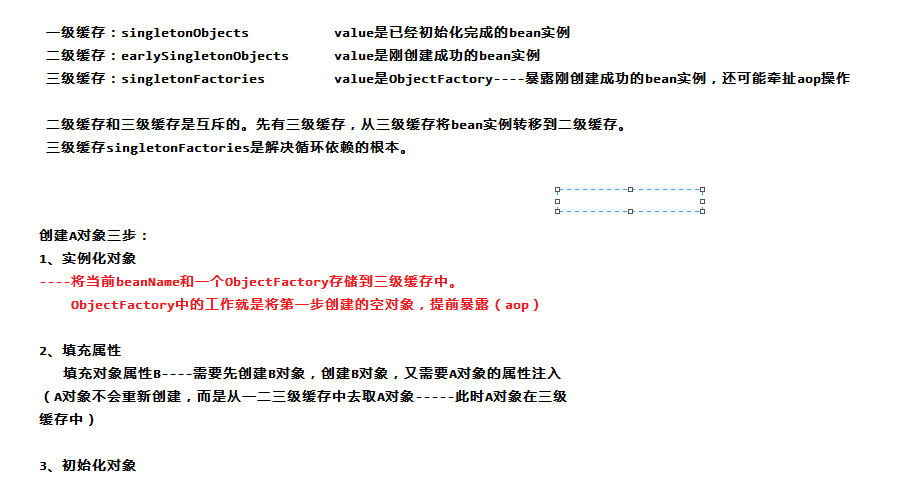 一级缓存：singletonObjects value是已经初始化完成的bean实例
二级缓存：earlySingletonObjects value是刚创建成功的bean实例
三级缓存：singletonFactories value是ObjectFactory----暴露刚创建成功的bean实例，还可能牵扯aop操作
二级缓存和三级缓存是互斥的。先有三级缓存，从三级缓存将bean实例转移到二级缓存。
三级缓存singletonFactories是解决循环依赖的根本。
创建A对象三步：
1、实例化对象
----将当前beanName和一个ObjectFactory存储到三级缓存中。
ObjectFactory中的工作就是将第一步创建的空对象，提前暴露（aop）
2、填充属性
填充对象属性B----需要先创建B对象，创建B对象，又需要A对象的属性注入
（A对象不会重新创建，而是从一二三级缓存中去取A对象-----此时A对象在三级
缓存中）
3、初始化对象